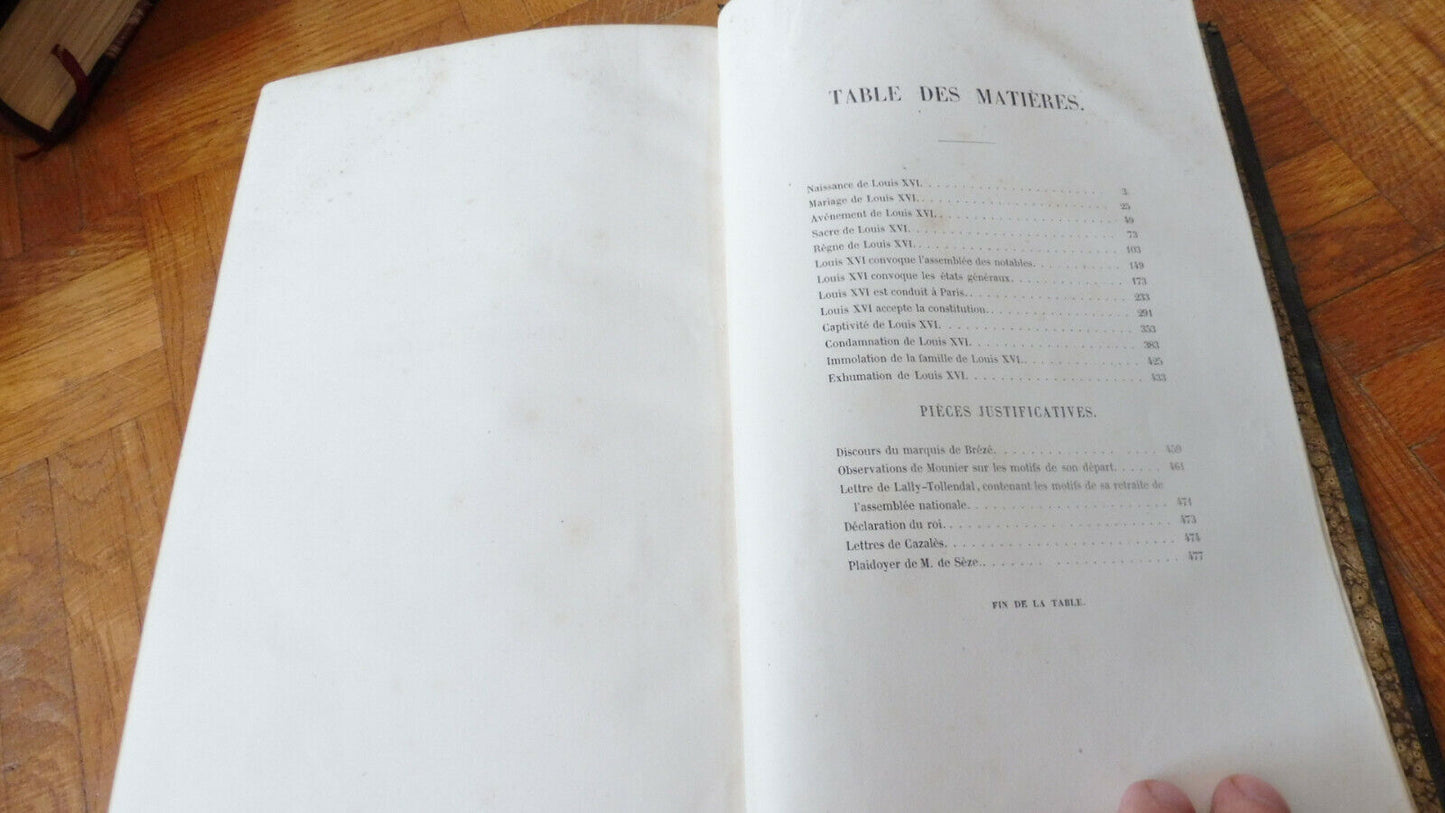 TABLE DES MATIÈRES.
Naissance de Louis XVI. . . . . . . . . . . . . . . . 3
Mariage de Louis XVI. . . . . . . . . . . . . . . . 25
Avénement de Louis XVI. . . . . . . . . . . . . . . . 49
Sacre de Louis XVI. . . . . . . . . . . . . . . . 73
Règne de Louis XVI. . . . . . . . . . . . . . . . 103
Louis XVI convoque l'assemblée des notables. . . . . . . . 149
Louis XVI convoque les états généraux. . . . . . . . . . 173
Louis XVI est conduit à Paris. . . . . . . . . . . . . 233
Louis XVI accepte la constitution. . . . . . . . . . . . 291
Captivité de Louis XVI. . . . . . . . . . . . . . . . 353
Condamnation de Louis XVI. . . . . . . . . . . . . . 383
Immolation de la famille de Louis XVI. . . . . . . . . . 425
Exhumation de Louis XVI. . . . . . . . . . . . . . . 433
PIÈCES JUSTIFICATIVES.
Discours du marquis de Brézé. . . . . . . . . . . . . 459
Observations de Mounier sur les motifs de son départ. . . . . . 461
Lettre de Lally-Tollendal, contenant les motifs de sa retraite de
l'assemblée nationale. . . . . . . . . . . . . . . . 471
Déclaration du roi. . . . . . . . . . . . . . . . . 473
Lettres de Cazalès. . . . . . . . . . . . . . . . . 474
Plaidoyer de M. de Sèze. . . . . . . . . . . . . . . 477
FIN DE LA TABLE.